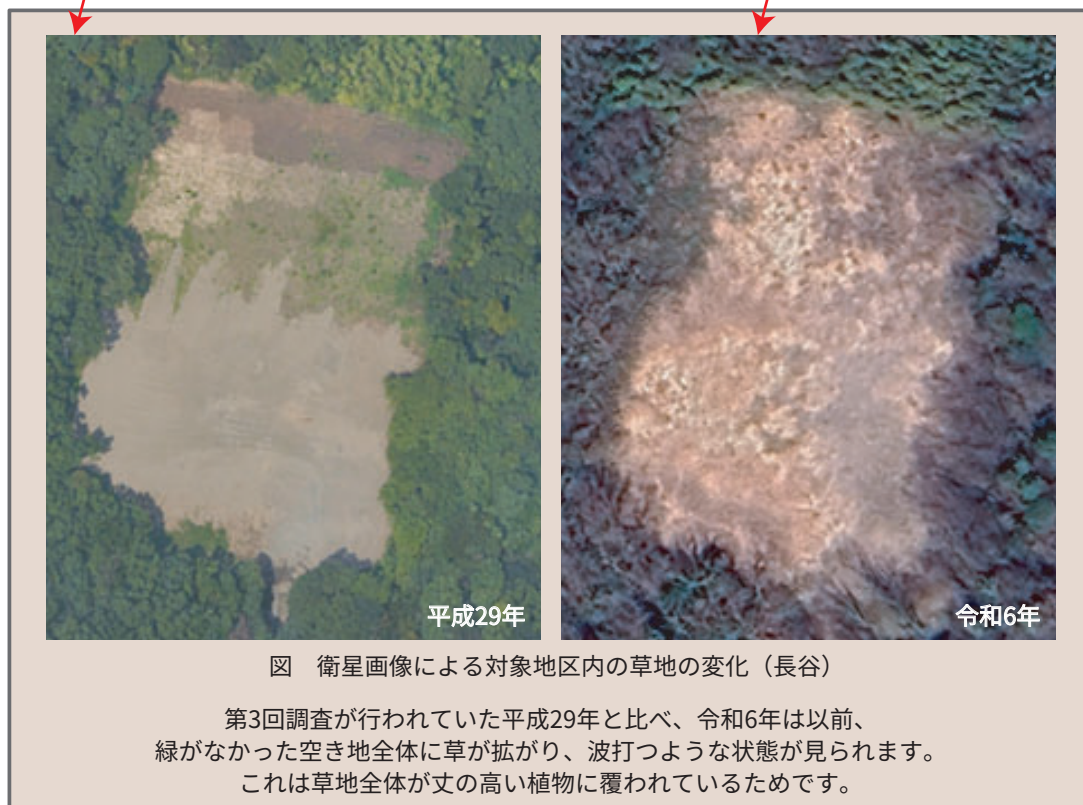 平成29年
令和6年
図　衛星画像による対象地区内の草地の変化（長谷）
第3回調査が行われていた平成29年と比べ、令和6年は以前、
緑がなかった空き地全体に草が拡がり、波打つような状態が見られます。
これは草地全体が丈の高い植物に覆われているためです。